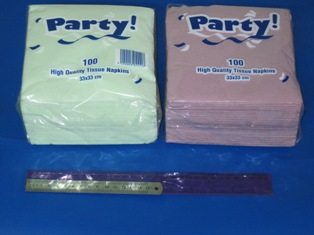 Party!
100
High Quality Tissue Napkins
33x33 cm
Party!
100
High Quality Tissue Napkins
33x33 cm